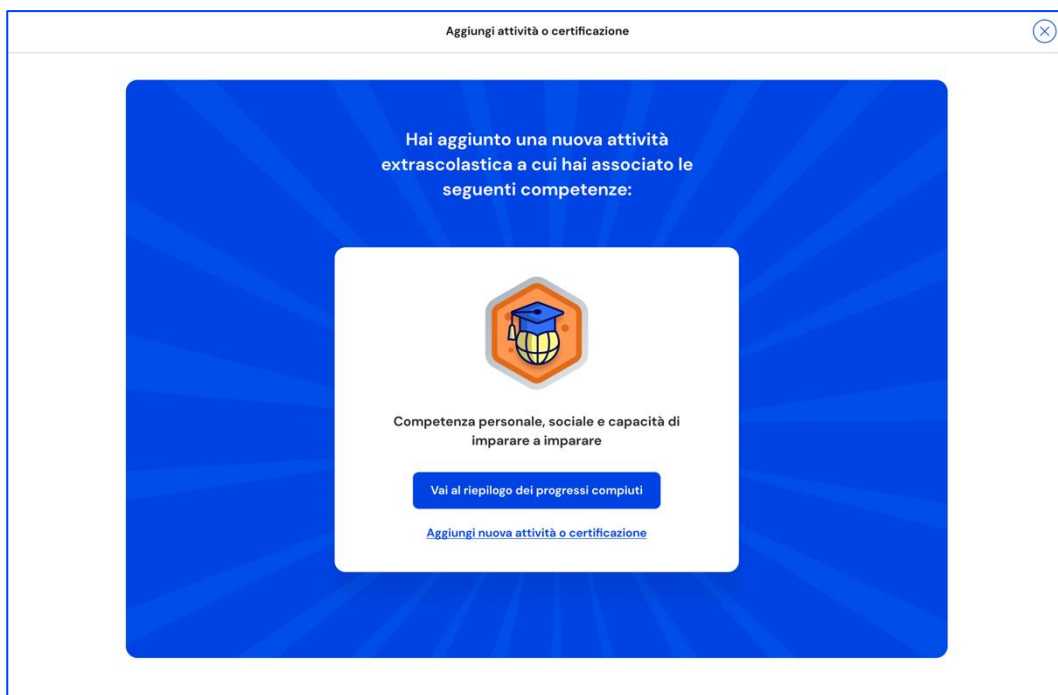 Aggiungi attività o certificazione
Hai aggiunto una nuova attività
extrascolastica a cui hai associato le
seguenti competenze:
Competenza personale, sociale e capacità di
imparare a imparare
Vai al riepilogo dei progressi compiuti
Aggiungi nuova attività o certificazione